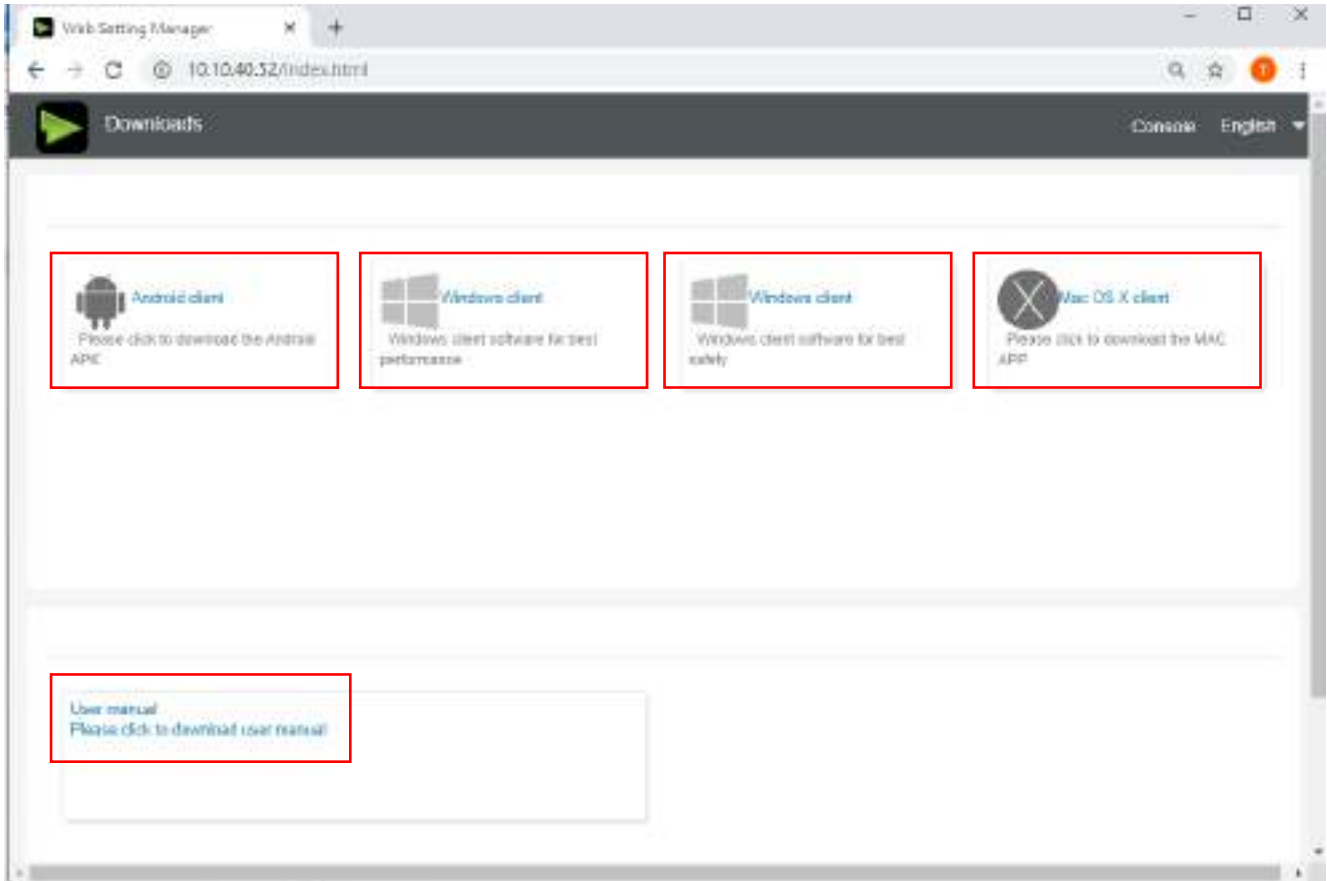 Web Setting Manager
10.10.40.52/index.html
Downloads
Console English
Android client
Please click to download the Android
APK
Windows client
Windows client software for best
performance
Windows client
Windows client software for best
safety
Mac OS X client
Please click to download the MAC
APP
User manual
Please click to download user manual